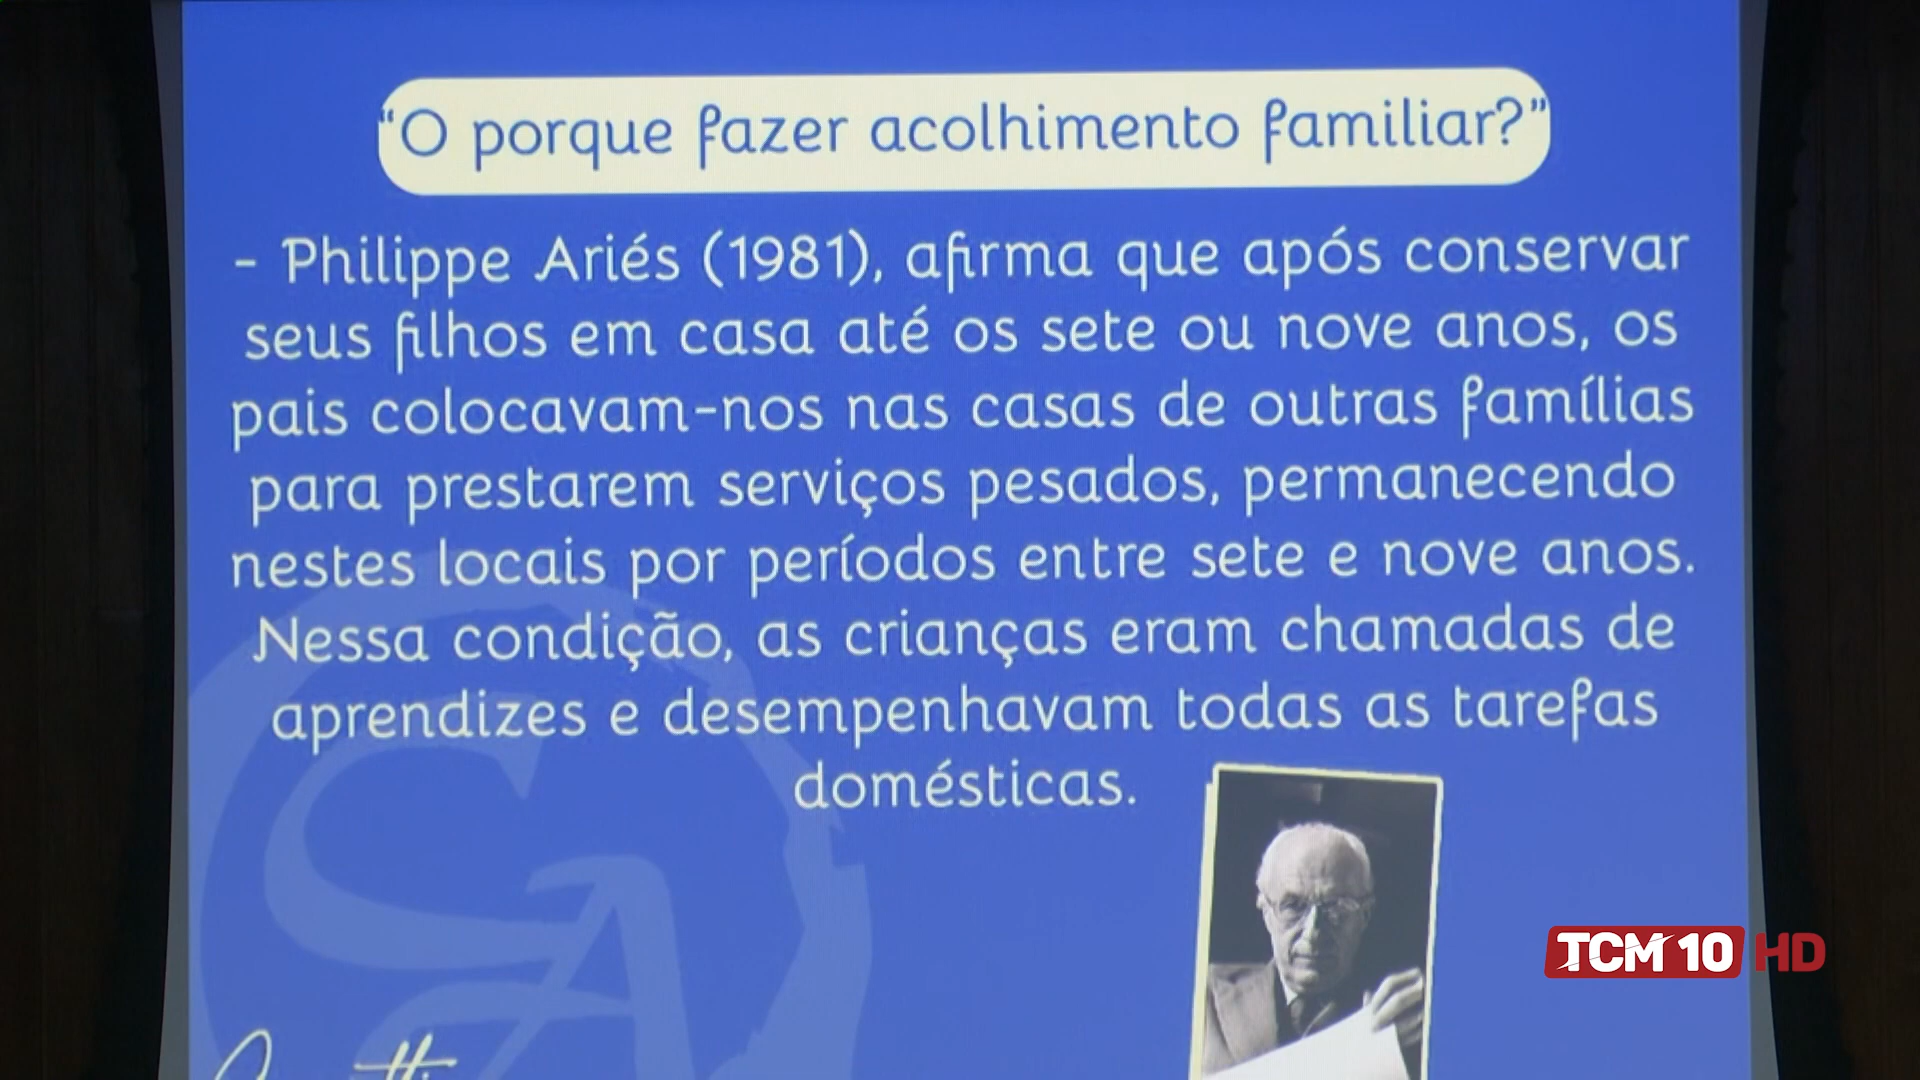 “O porque fazer acolhimento familiar?”
- Philippe Ariés (1981), afirma que após conservar
seus filhos em casa até os sete ou nove anos, os
pais colocavam-nos nas casas de outras famílias
para prestarem serviços pesados, permanecendo
nestes locais por períodos entre sete e nove anos.
Nessa condição, as crianças eram chamadas de
aprendizes e desempenhavam todas as tarefas
domésticas.
TCM 10 HD
SA